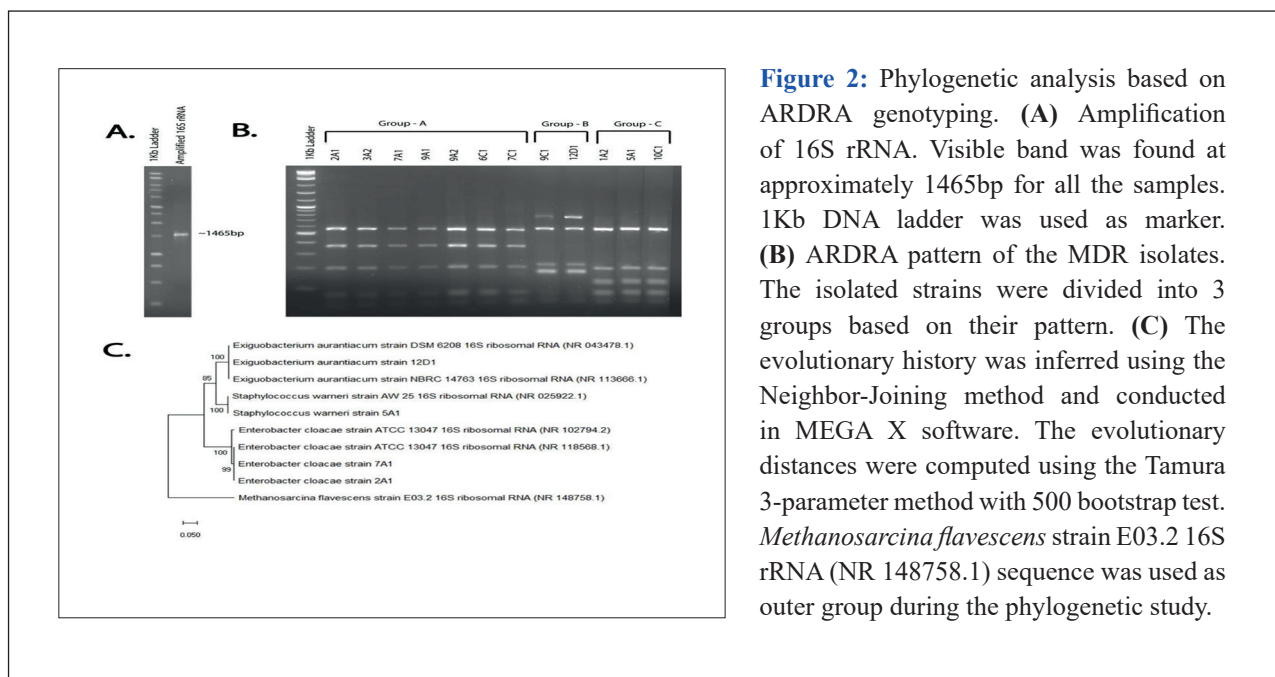 A.
1Kb Ladder
Amplified 16S rRNA
~1465bp
B.
Group - A
Group - B
Group - C
1Kb Ladder
2A1
3A2
7A1
9A1
9A2
6C1
7C1
9C1
12D1
1A2
5A1
10C1
C.
Exiguobacterium aurantiacum strain DSM 6208 16S ribosomal RNA (NR 043478.1)
100
Exiguobacterium aurantiacum strain 12D1
85
Exiguobacterium aurantiacum strain NBRC 14763 16S ribosomal RNA (NR 113666.1)
Staphylococcus warneri strain AW 25 16S ribosomal RNA (NR 025922.1)
100
Staphylococcus warneri strain 5A1
Enterobacter cloacae strain ATCC 13047 16S ribosomal RNA (NR 102794.2)
Enterobacter cloacae strain ATCC 13047 16S ribosomal RNA (NR 118568.1)
100
Enterobacter cloacae strain 7A1
99
Enterobacter cloacae strain 2A1
Methanosarcina flavescens strain E03.2 16S ribosomal RNA (NR 148758.1)
0.050
Figure 2: Phylogenetic analysis based on
ARDRA genotyping. (A) Amplification
of 16S rRNA. Visible band was found at
approximately 1465bp for all the samples.
1Kb DNA ladder was used as marker.
(B) ARDRA pattern of the MDR isolates.
The isolated strains were divided into 3
groups based on their pattern. (C) The
evolutionary history was inferred using the
Neighbor-Joining method and conducted
in MEGA X software. The evolutionary
distances were computed using the Tamura
3-parameter method with 500 bootstrap test.
Methanosarcina flavescens strain E03.2 16S
rRNA (NR 148758.1) sequence was used as
outer group during the phylogenetic study.